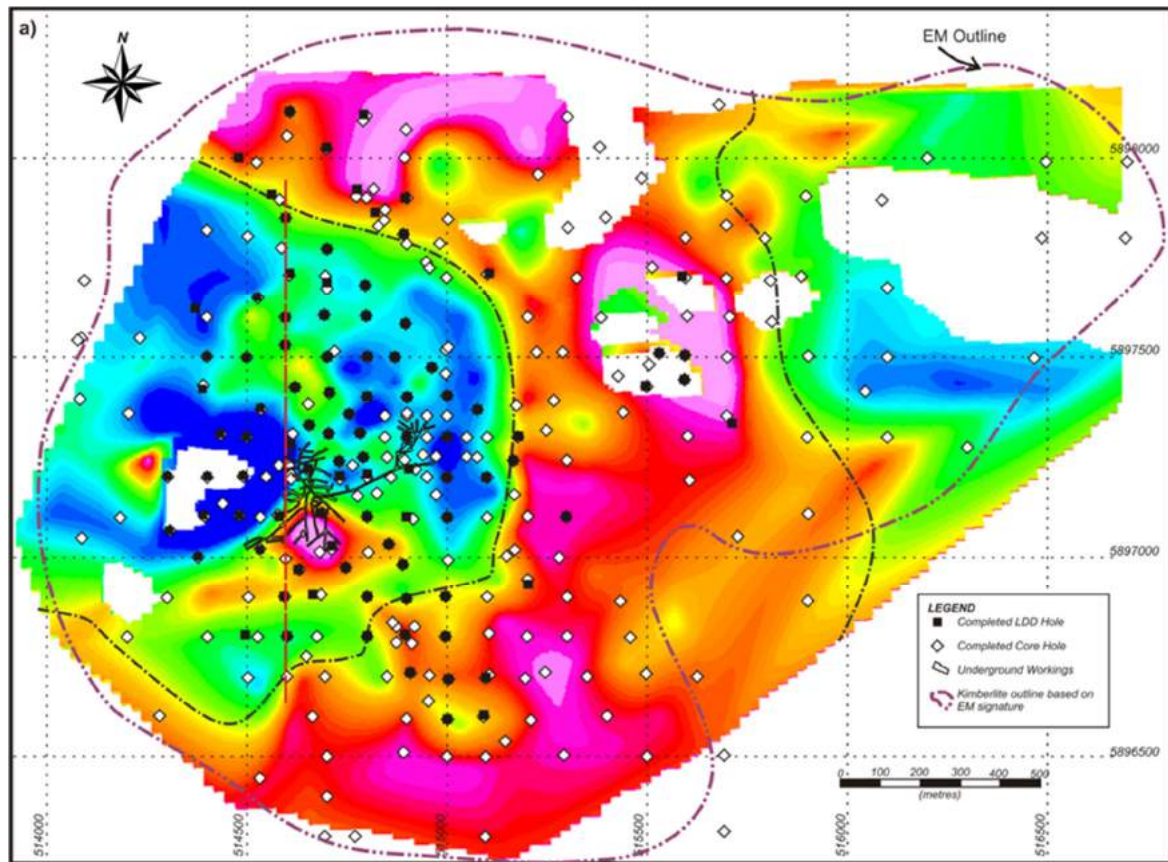 a)
N
EM Outline
5898000
5897500
5897000
5896500
LEGEND
Completed LDD Hole
Completed Core Hole
Underground Workings
Kimberlite outline based on
EM signature
0 100 200 300 400 500
(metres)
514000
514500
515000
515500
516000
516500